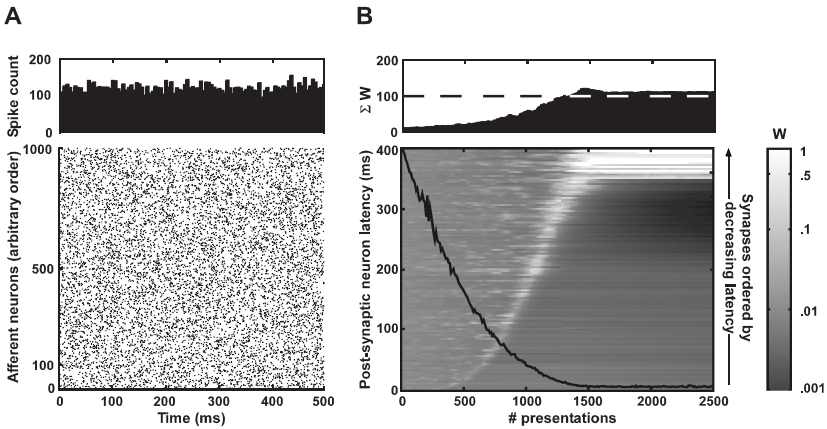 A
B
Spike count
200
100
0
Afferent neurons (arbitrary order)
1000
500
100
0
0 100 200 300 400 500
Time (ms)
Σ W
200
100
0
Post-synaptic neuron latency (ms)
400
300
200
100
0
0 500 1000 1500 2000 2500
# presentations
Synapses ordered by
decreasing latency
W
1
.5
.1
.01
.001